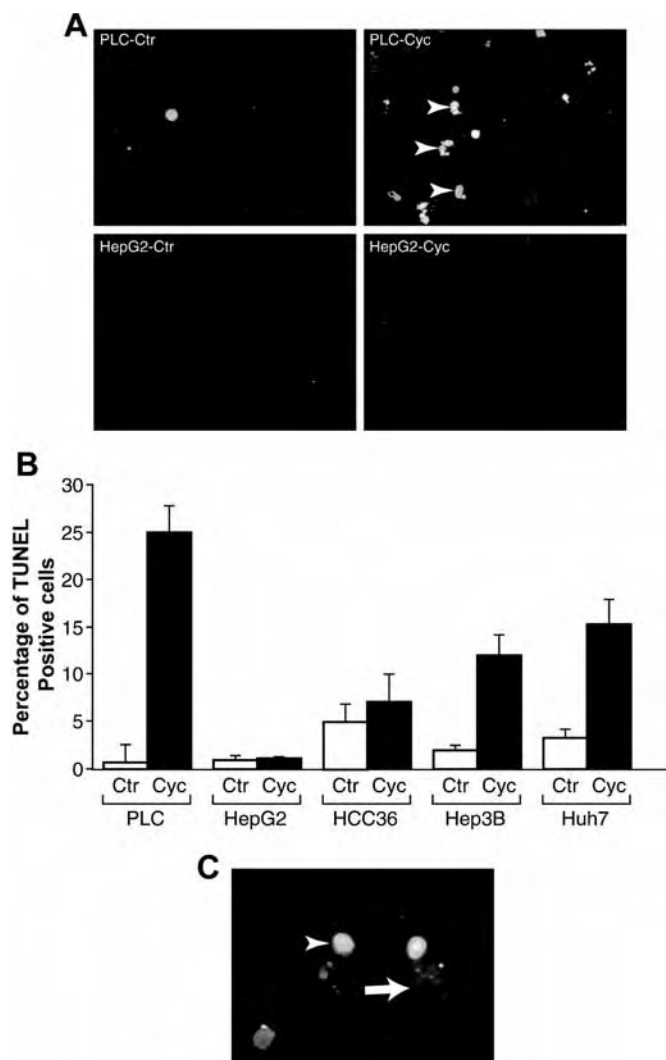 A
PLC-Ctr
PLC-Cyc
HepG2-Ctr
HepG2-Cyc
B
Percentage of TUNEL
Positive cells
30
25
20
15
10
5
0
Ctr Cyc Ctr Cyc Ctr Cyc Ctr Cyc Ctr Cyc
PLC HepG2 HCC36 Hep3B Huh7
C